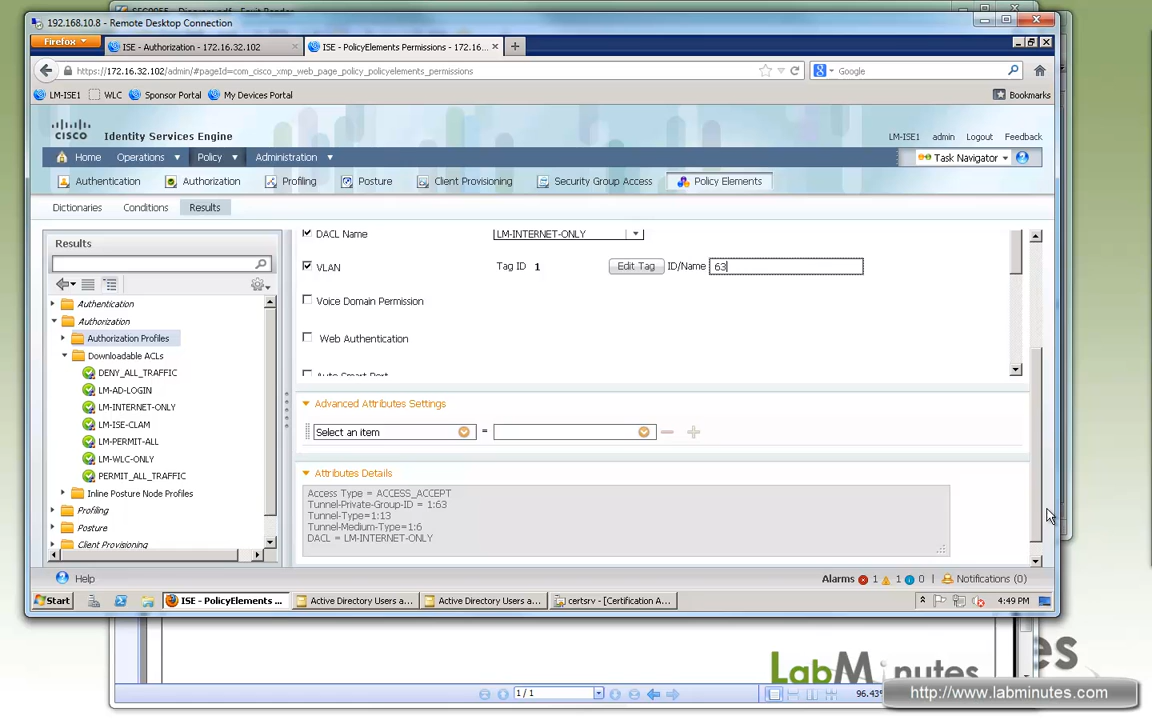 192.168.10.8 - Remote Desktop Connection
Firefox
ISE - Authorization - 172.16.32.102
ISE - PolicyElements Permissions - 172.16...
https://172.16.32.102/admin/#pageId=com_cisco_xmp_web_page_policy_policyelements_permissions
Google
LM-ISE1
WLC
Sponsor Portal
My Devices Portal
Bookmarks
CISCO
Identity Services Engine
LM-ISE1
admin
Logout
Feedback
Home
Operations
Policy
Administration
Task Navigator
Authentication
Authorization
Profiling
Posture
Client Provisioning
Security Group Access
Policy Elements
Dictionaries
Conditions
Results
Results
Authentication
Authorization
Authorization Profiles
Downloadable ACLs
DENY_ALL_TRAFFIC
LM-AD-LOGIN
LM-INTERNET-ONLY
LM-ISE-CLAM
LM-PERMIT-ALL
LM-WLC-ONLY
PERMIT_ALL_TRAFFIC
Inline Posture Node Profiles
Profiling
Posture
Client Provisioning
DACL Name
LM-INTERNET-ONLY
VLAN
Tag ID 1
Edit Tag
ID/Name
63
Voice Domain Permission
Web Authentication
Auto Smart Port
Advanced Attributes Settings
Select an item
=
Attributes Details
Access Type = ACCESS_ACCEPT
Tunnel-Private-Group-ID = 1:63
Tunnel-Type=1:13
Tunnel-Medium-Type=1:6
DACL = LM-INTERNET-ONLY
Help
Alarms 1 1 0
Notifications (0)
Start
ISE - PolicyElements ...
Active Directory Users a...
Active Directory Users a...
certsrv - [Certification A...
4:49 PM
LabMinutes
1 / 1
96.43%
http://www.labminutes.com